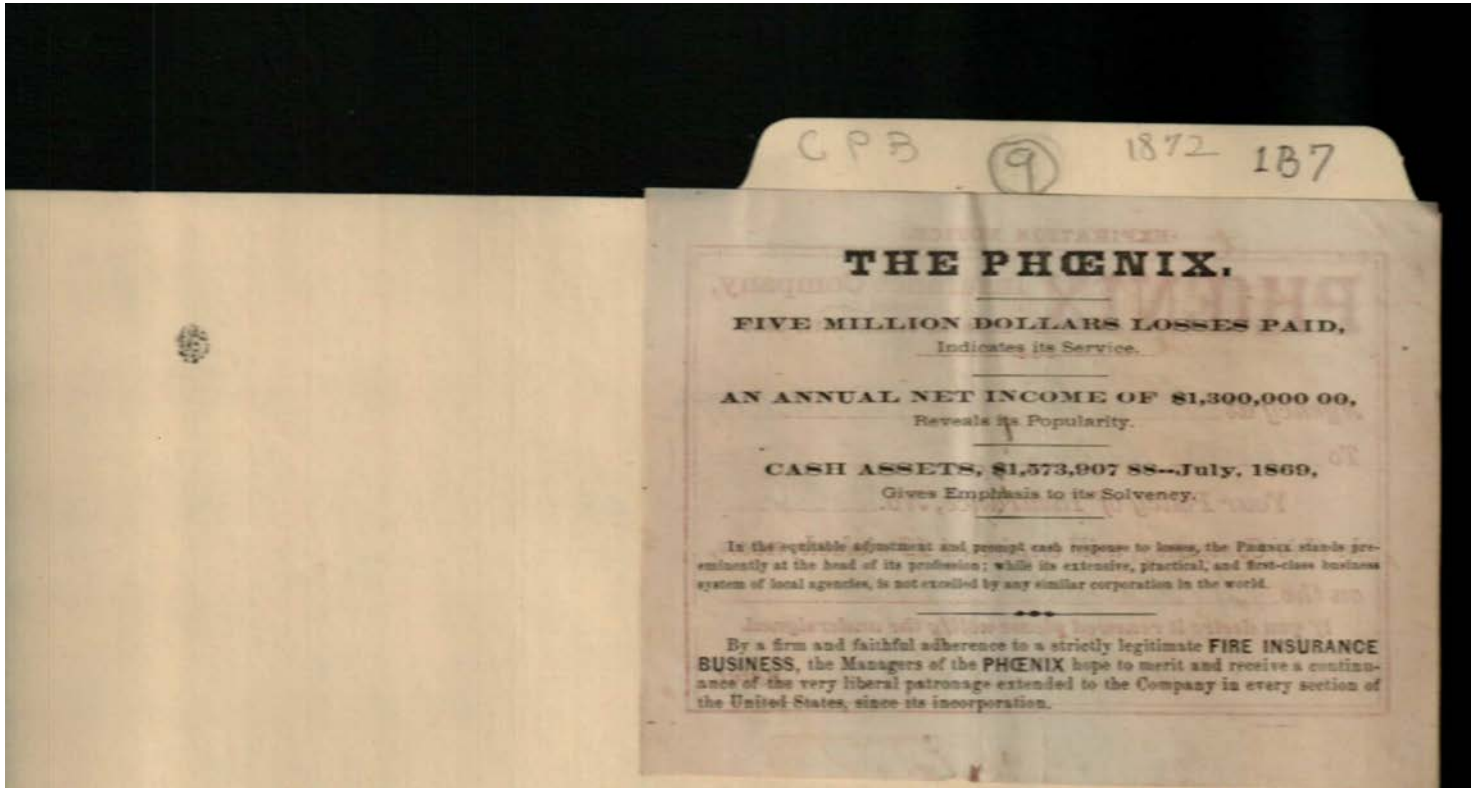 CPB 9 1872 1B7
THE PHŒNIX.
FIVE MILLION DOLLARS LOSSES PAID,
Indicates its Service.
AN ANNUAL NET INCOME OF $1,300,000 00,
Reveals its Popularity.
CASH ASSETS, $1,573,907 88--July, 1869,
Gives Emphasis to its Solvency.
In the equitable adjustment and prompt cash response to losses, the PHŒNIX stands pre-
eminently at the head of its profession; while its extensive, practical, and first-class business
system of local agencies, is not excelled by any similar corporation in the world.
By a firm and faithful adherence to a strictly legitimate FIRE INSURANCE
BUSINESS, the Managers of the PHŒNIX hope to merit and receive a continu-
ance of the very liberal patronage extended to the Company in every section of
the United States, since its incorporation.